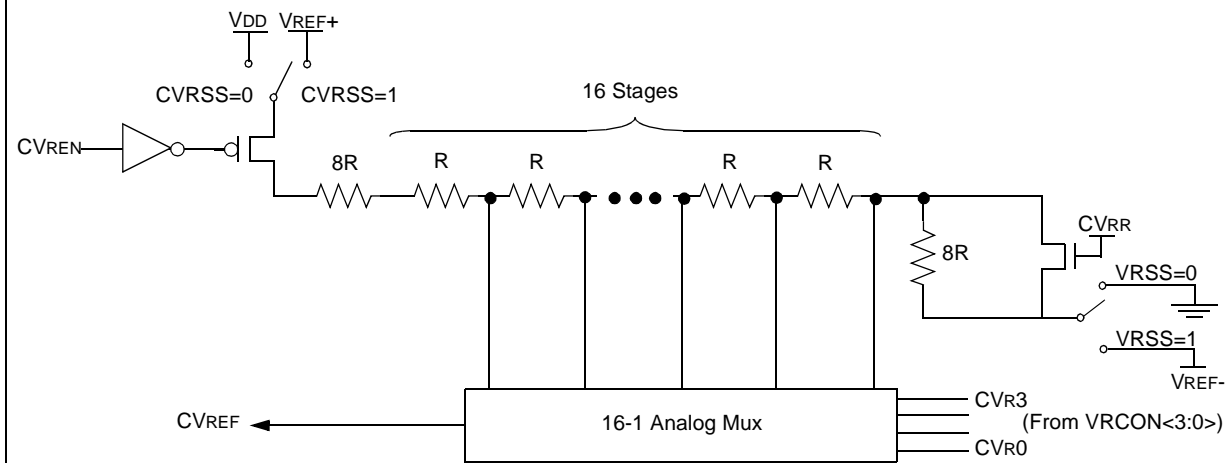 VDD VREF+
CVRSS=0 CVRSS=1
16 Stages
CVREN
8R R R R R
CVRR
8R
VRSS=0
VRSS=1
VREF-
CVREF
16-1 Analog Mux
CVR3
(From VRCON<3:0>)
CVR0